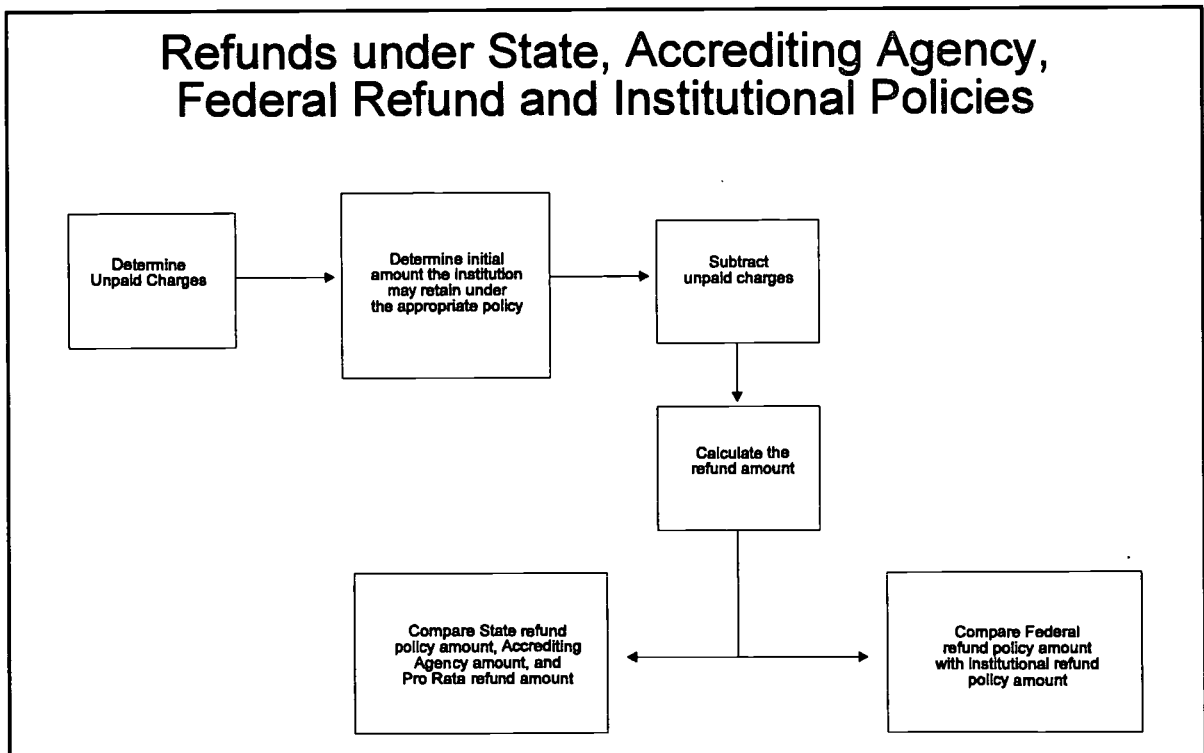 Refunds under State, Accrediting Agency,
Federal Refund and Institutional Policies
Determine
Unpaid Charges
Determine initial
amount the institution
may retain under
the appropriate policy
Subtract
unpaid charges
Calculate the
refund amount
Compare State refund
policy amount, Accrediting
Agency amount, and
Pro Rata refund amount
Compare Federal
refund policy amount
with institutional refund
policy amount